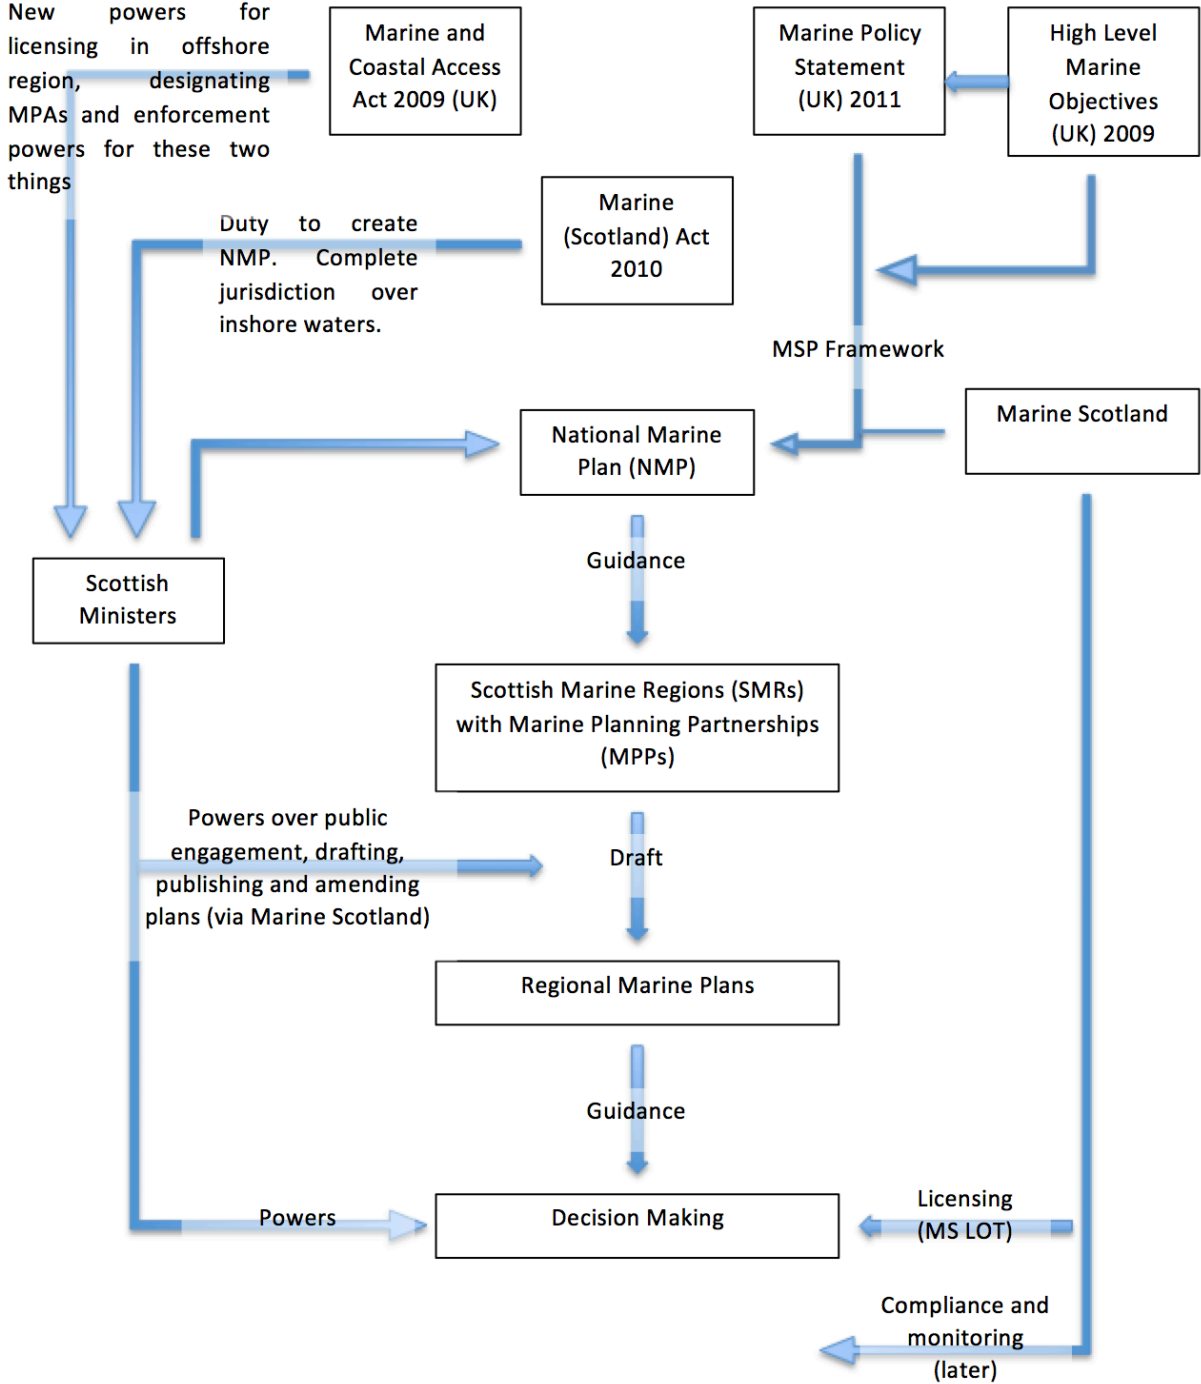 New powers for
licensing in offshore
region, designating
MPAs and enforcement
powers for these two
things
Marine and
Coastal Access
Act 2009 (UK)
Marine Policy
Statement
(UK) 2011
High Level
Marine
Objectives
(UK) 2009
Duty to create
NMP. Complete
jurisdiction over
inshore waters.
Marine
(Scotland) Act
2010
MSP Framework
Marine Scotland
National Marine
Plan (NMP)
Guidance
Scottish
Ministers
Scottish Marine Regions (SMRs)
with Marine Planning Partnerships
(MPPs)
Powers over public
engagement, drafting,
publishing and amending
plans (via Marine Scotland)
Draft
Regional Marine Plans
Guidance
Powers
Decision Making
Licensing
(MS LOT)
Compliance and
monitoring
(later)